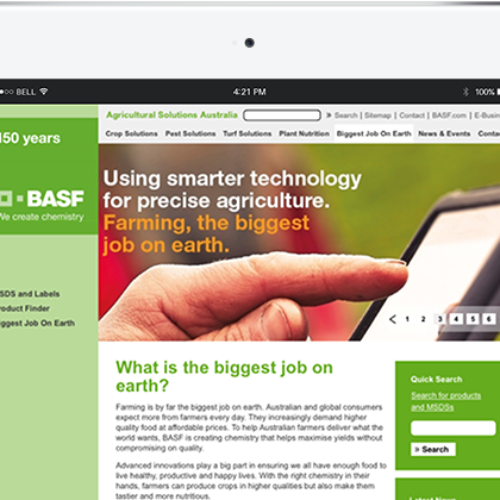 BELL
4:21 PM
100%
150 years
BASF
We create chemistry
Agricultural Solutions Australia
» Search | Sitemap | Contact | BASF.com | E-Busin
Crop Solutions Pest Solutions Turf Solutions Plant Nutrition Biggest Job On Earth News & Events Contac
Using smarter technology
for precise agriculture.
Farming, the biggest
job on earth.
< 1 2 3 4 5 6
SDS and Labels
roduct Finder
iggest Job On Earth
What is the biggest job on
earth?
Farming is by far the biggest job on earth. Australian and global consumers
expect more from farmers every day. They increasingly demand higher
quality food at affordable prices. To help Australian farmers deliver what the
world wants, BASF is creating chemistry that helps maximise yields without
compromising on quality.
Advanced innovations play a big part in ensuring we all have enough food to
live healthy, productive and happy lives. With the right chemistry in their
hands, farmers can produce crops in higher qualities but also make them
tastier and more nutritious.
Quick Search
Search for products
and MSDSs
» Search
Latest News